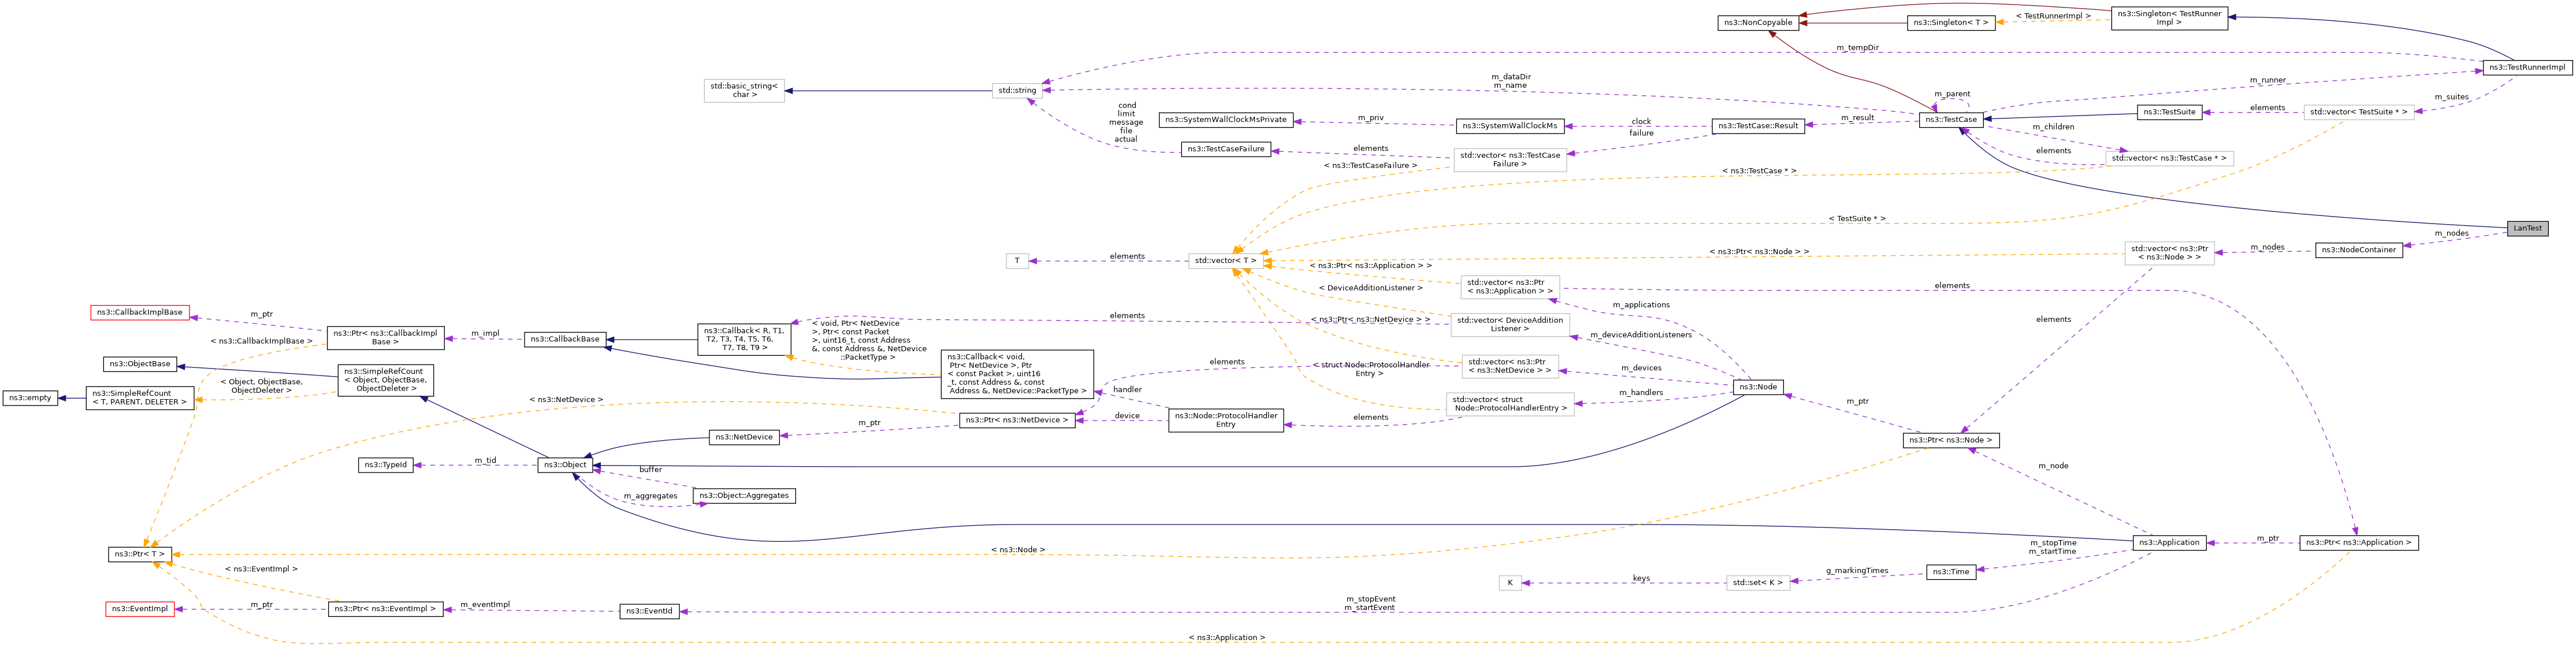 ns3::NonCopyable
ns3::Singleton< T >
< TestRunnerImpl >
ns3::Singleton< TestRunner
Impl >
m_tempDir
ns3::TestRunnerImpl
std::basic_string<
char >
std::string
m_dataDir
m_name
m_parent
m_runner
m_suites
cond
limit
message
file
actual
ns3::SystemWallClockMsPrivate
m_priv
ns3::SystemWallClockMs
clock
failure
ns3::TestCase::Result
m_result
ns3::TestCase
ns3::TestSuite
elements
std::vector< TestSuite * >
m_children
elements
std::vector< ns3::TestCase * >
ns3::TestCaseFailure
elements
std::vector< ns3::TestCase
Failure >
< ns3::TestCaseFailure >
< ns3::TestCase * >
< TestSuite * >
LanTest
m_nodes
ns3::NodeContainer
m_nodes
std::vector< ns3::Ptr
< ns3::Node > >
< ns3::Ptr< ns3::Node > >
T
elements
std::vector< T >
< ns3::Ptr< ns3::Application > >
std::vector< ns3::Ptr
< ns3::Application > >
elements
< DeviceAdditionListener >
m_applications
elements
ns3::CallbackImplBase
m_ptr
ns3::Ptr< ns3::CallbackImpl
Base >
m_impl
ns3::CallbackBase
ns3::Callback< R, T1,
T2, T3, T4, T5, T6,
T7, T8, T9 >
< void, Ptr< NetDevice
>, Ptr< const Packet
>, uint16_t, const Address
&, const Address &, NetDevice
::PacketType >
elements
< ns3::Ptr< ns3::NetDevice > >
std::vector< DeviceAddition
Listener >
m_deviceAdditionListeners
< ns3::CallbackImplBase >
ns3::ObjectBase
ns3::SimpleRefCount
< Object, ObjectBase,
ObjectDeleter >
ns3::Callback< void,
Ptr< NetDevice >, Ptr
< const Packet >, uint16
_t, const Address &, const
Address &, NetDevice::PacketType >
elements
< struct Node::ProtocolHandler
Entry >
std::vector< ns3::Ptr
< ns3::NetDevice > >
m_devices
ns3::Node
ns3::empty
ns3::SimpleRefCount
< T, PARENT, DELETER >
< Object, ObjectBase,
ObjectDeleter >
< ns3::NetDevice >
handler
std::vector< struct
Node::ProtocolHandlerEntry >
m_handlers
m_ptr
ns3::Ptr< ns3::NetDevice >
device
ns3::Node::ProtocolHandler
Entry
elements
ns3::NetDevice
m_ptr
ns3::Ptr< ns3::Node >
ns3::TypeId
m_tid
ns3::Object
buffer
m_aggregates
ns3::Object::Aggregates
m_node
ns3::Ptr< T >
< ns3::Node >
ns3::Application
m_ptr
ns3::Ptr< ns3::Application >
m_stopTime
m_startTime
< ns3::EventImpl >
K
keys
std::set< K >
g_markingTimes
ns3::Time
ns3::EventImpl
m_ptr
ns3::Ptr< ns3::EventImpl >
m_eventImpl
ns3::EventId
m_stopEvent
m_startEvent
< ns3::Application >